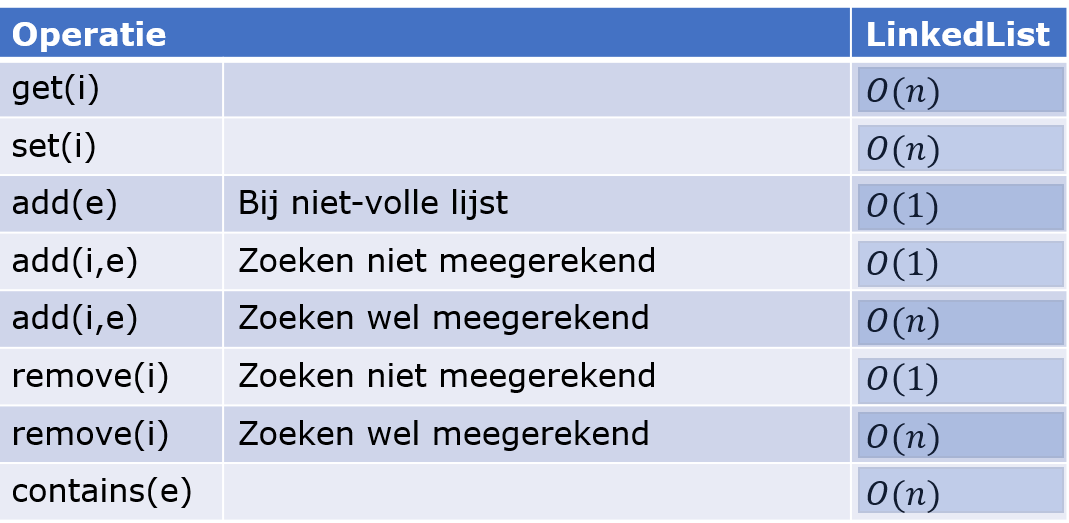 Operatie LinkedList
get(i) O(n)
set(i) O(n)
add(e) Bij niet-volle lijst O(1)
add(i,e) Zoeken niet meegerekend O(1)
add(i,e) Zoeken wel meegerekend O(n)
remove(i) Zoeken niet meegerekend O(1)
remove(i) Zoeken wel meegerekend O(n)
contains(e) O(n)